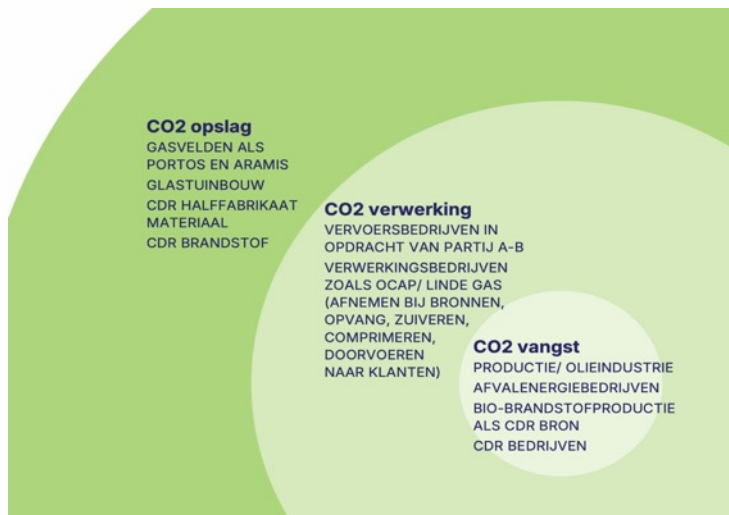 CO2 opslag
GASVELDEN ALS
PORTOS EN ARAMIS
GLASTUINBOUW
CDR HALFFABRIKAAT
MATERIAAL
CDR BRANDSTOF
CO2 verwerking
VERVOERSBEDRIJVEN IN
OPDRACHT VAN PARTIJ A-B
VERWERKINGSBEDRIJVEN
ZOALS OCAP/ LINDE GAS
(AFNEMEN BIJ BRONNEN,
OPVANG, ZUIVEREN,
COMPRIMEREN,
DOORVOEREN
NAAR KLANTEN)
CO2 vangst
PRODUCTIE/ OLIEINDUSTRIE
AFVALENERGIEBEDRIJVEN
BIO-BRANDSTOFPRODUCTIE
ALS CDR BRON
CDR BEDRIJVEN